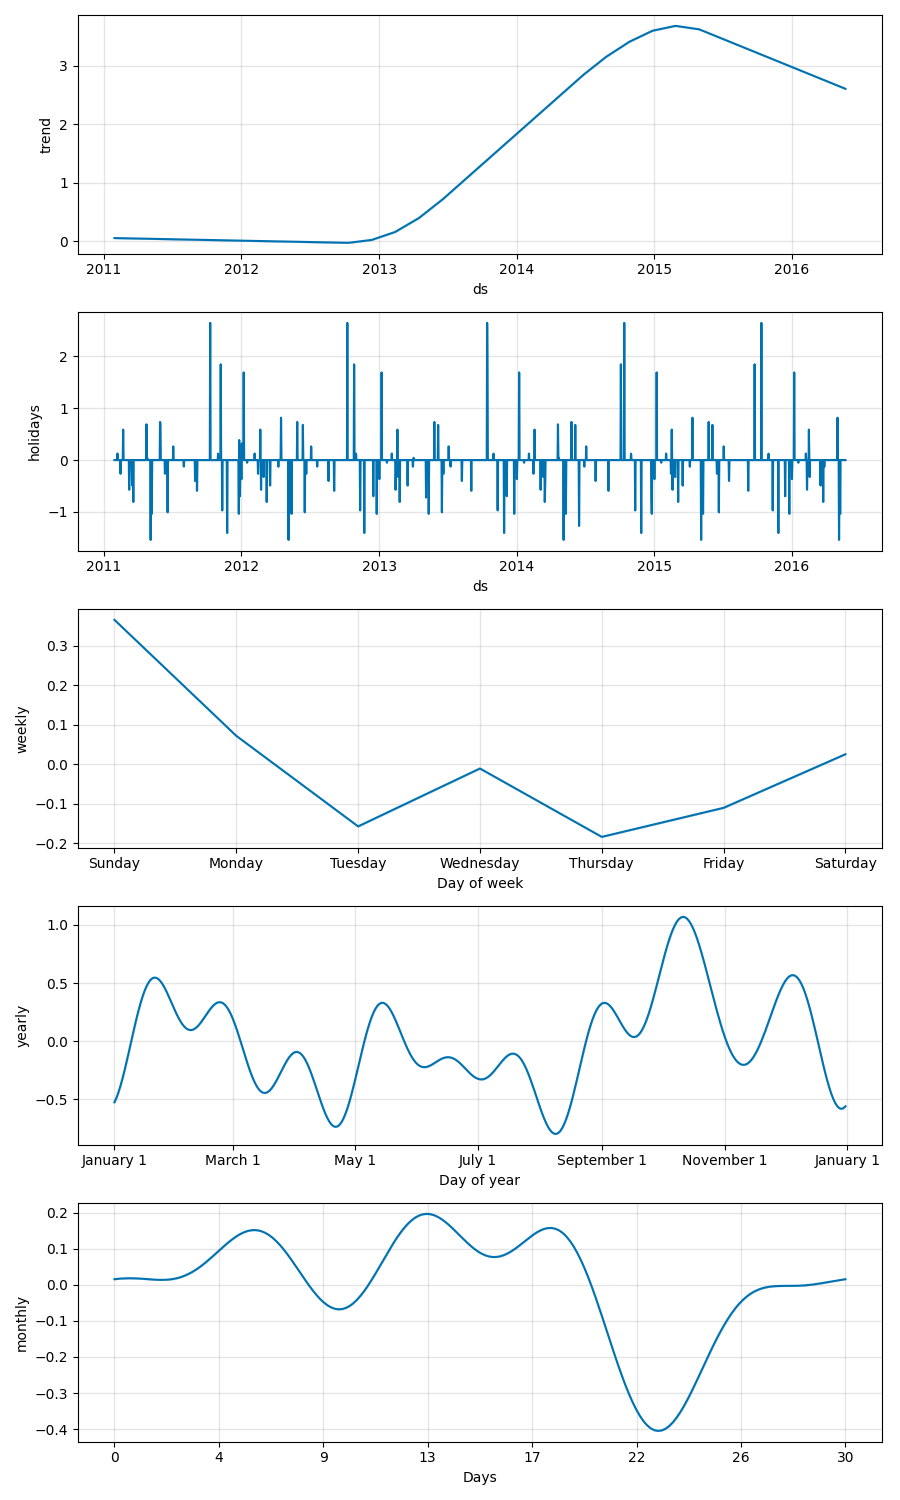 trend
3
2
1
0
2011 2012 2013 2014 2015 2016
ds
holidays
2
1
0
−1
2011 2012 2013 2014 2015 2016
ds
weekly
0.3
0.2
0.1
0.0
−0.1
−0.2
Sunday Monday Tuesday Wednesday Thursday Friday Saturday
Day of week
yearly
1.0
0.5
0.0
−0.5
January 1 March 1 May 1 July 1 September 1 November 1 January 1
Day of year
monthly
0.2
0.1
0.0
−0.1
−0.2
−0.3
−0.4
0 4 9 13 17 22 26 30
Days